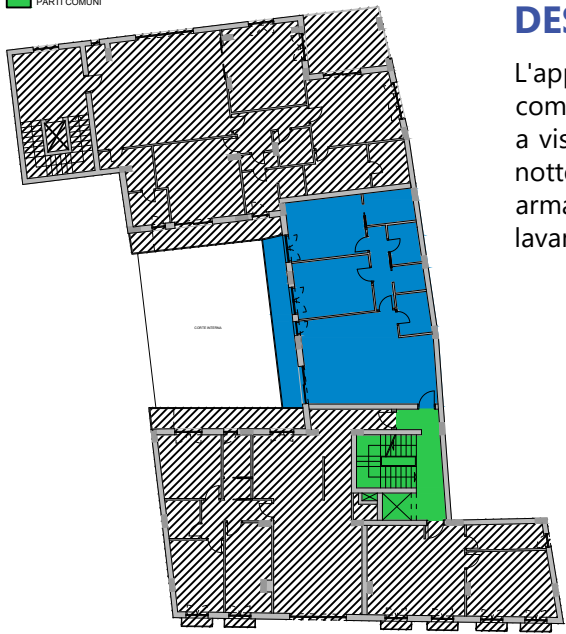 PARTI COMUNI
DES
L'app
com
a vis
notte
arma
lavar
CORTE INTERNA